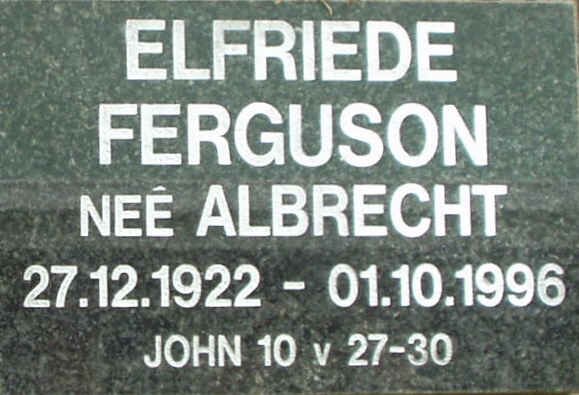 ELFRIEDE
FERGUSON
NEÊ ALBRECHT
27.12.1922 - 01.10.1996
JOHN 10 v 27-30